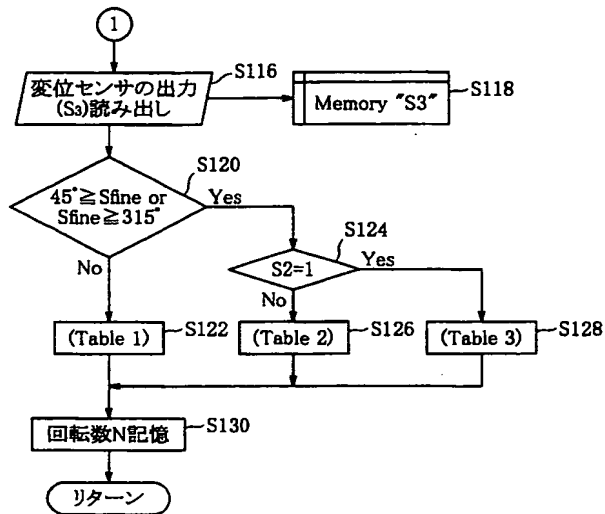 1
変位センサの出力
(S3)読み出し
S116
Memory "S3"
S118
45°≧Sfine or
Sfine≧315°
S120
Yes
No
S2=1
S124
Yes
No
(Table 1)
S122
(Table 2)
S126
(Table 3)
S128
回転数N記憶
S130
リターン